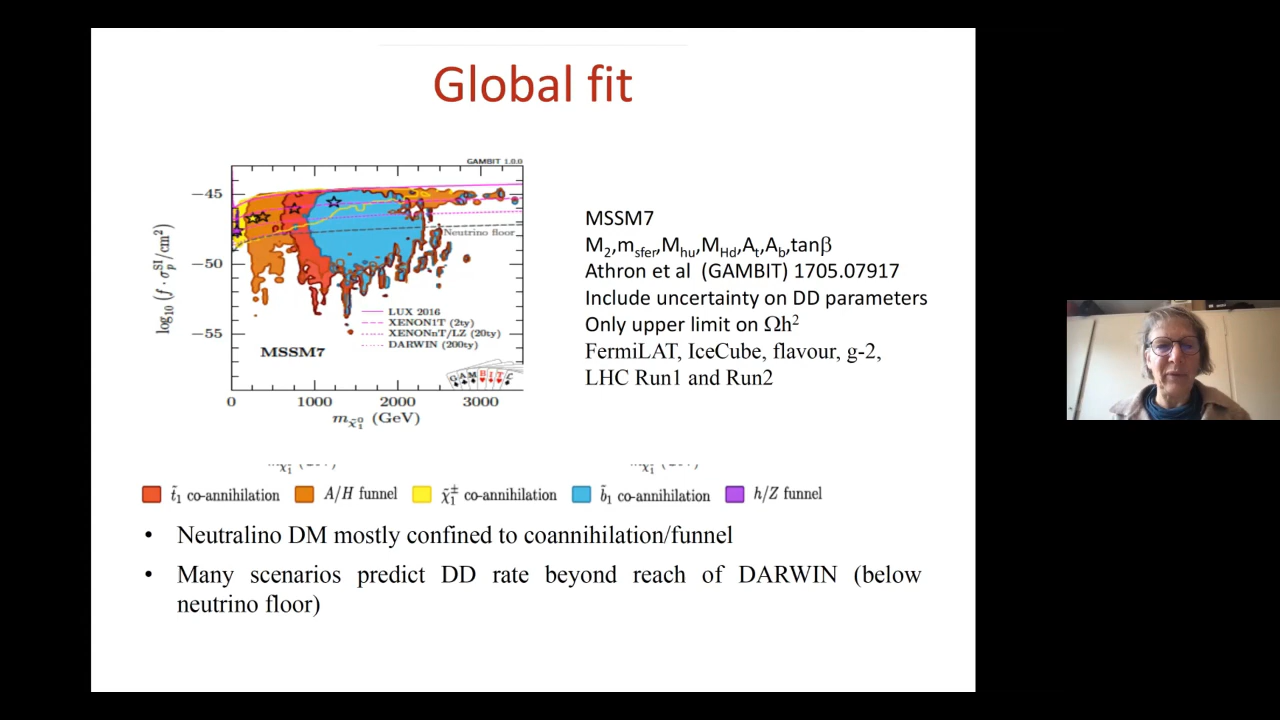 Global fit
GAMBIT 1.0.0
−45
−50
−55
log₁₀ (f · σₚˢᴵ/cm²)
Neutrino floor
LUX 2016
XENON1T (2ty)
XENONnT/LZ (20ty)
DARWIN (200ty)
MSSM7
GAMBIT
0 1000 2000 3000
m_χ̃⁰₁ (GeV)
MSSM7
M₂,m_sfer,M_hu,M_Hd,A_t,A_b,tanβ
Athron et al (GAMBIT) 1705.07917
Include uncertainty on DD parameters
Only upper limit on Ωh²
FermiLAT, IceCube, flavour, g-2,
LHC Run1 and Run2
t̃₁ co-annihilation A/H funnel χ̃₁± co-annihilation b̃₁ co-annihilation h/Z funnel
• Neutralino DM mostly confined to coannihilation/funnel
• Many scenarios predict DD rate beyond reach of DARWIN (below
neutrino floor)